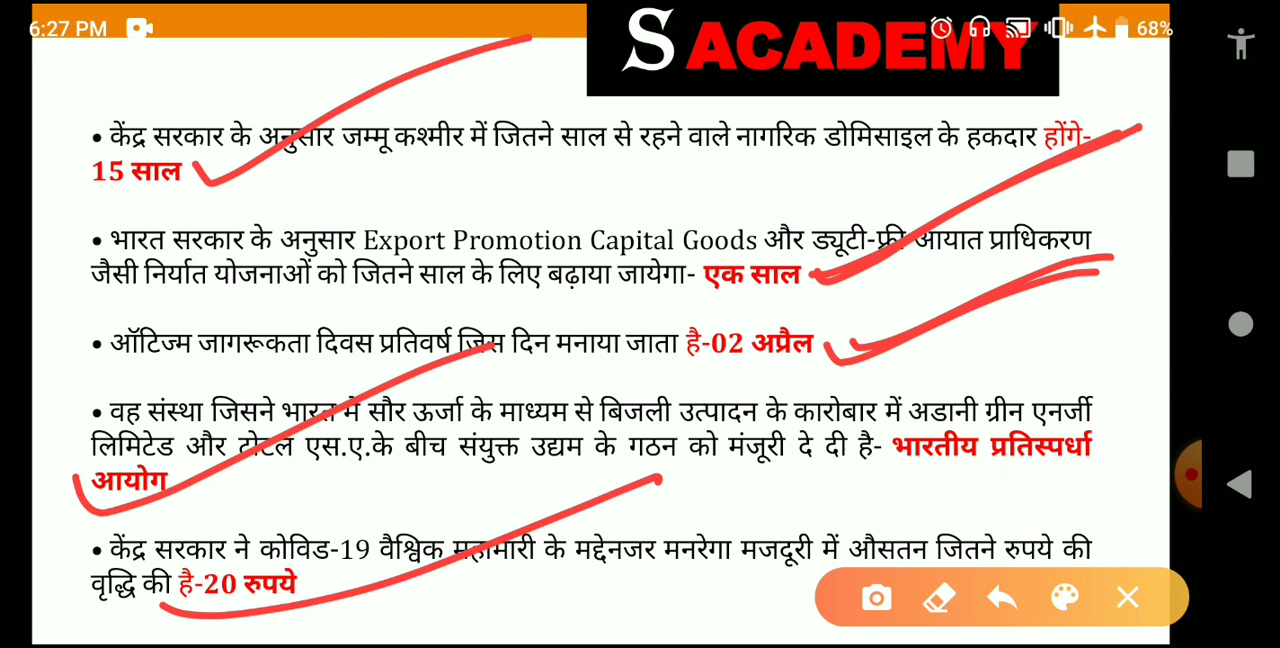 6:27 PM
68%
S ACADEMY
• केंद्र सरकार के अनुसार जम्मू कश्मीर में जितने साल से रहने वाले नागरिक डोमिसाइल के हकदार होंगे-
15 साल
• भारत सरकार के अनुसार Export Promotion Capital Goods और ड्यूटी-फ्री आयात प्राधिकरण
जैसी निर्यात योजनाओं को जितने साल के लिए बढ़ाया जायेगा- एक साल
• ऑटिज्म जागरूकता दिवस प्रतिवर्ष जिस दिन मनाया जाता है-02 अप्रैल
• वह संस्था जिसने भारत में सौर ऊर्जा के माध्यम से बिजली उत्पादन के कारोबार में अडानी ग्रीन एनर्जी
लिमिटेड और टोटल एस.ए.के बीच संयुक्त उद्यम के गठन को मंजूरी दे दी है- भारतीय प्रतिस्पर्धा
आयोग
• केंद्र सरकार ने कोविड-19 वैश्विक महामारी के मद्देनजर मनरेगा मजदूरी में औसतन जितने रुपये की
वृद्धि की है-20 रुपये